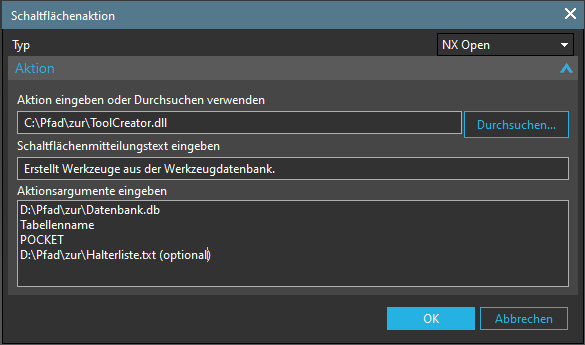 Schaltflächenaktion
Typ
NX Open
Aktion
Aktion eingeben oder Durchsuchen verwenden
C:\Pfad\zur\ToolCreator.dll
Durchsuchen...
Schaltflächenmitteilungstext eingeben
Erstellt Werkzeuge aus der Werkzeugdatenbank.
Aktionsargumente eingeben
D:\Pfad\zur\Datenbank.db
Tabellenname
POCKET
D:\Pfad\zur\Halterliste.txt (optional)
OK
Abbrechen